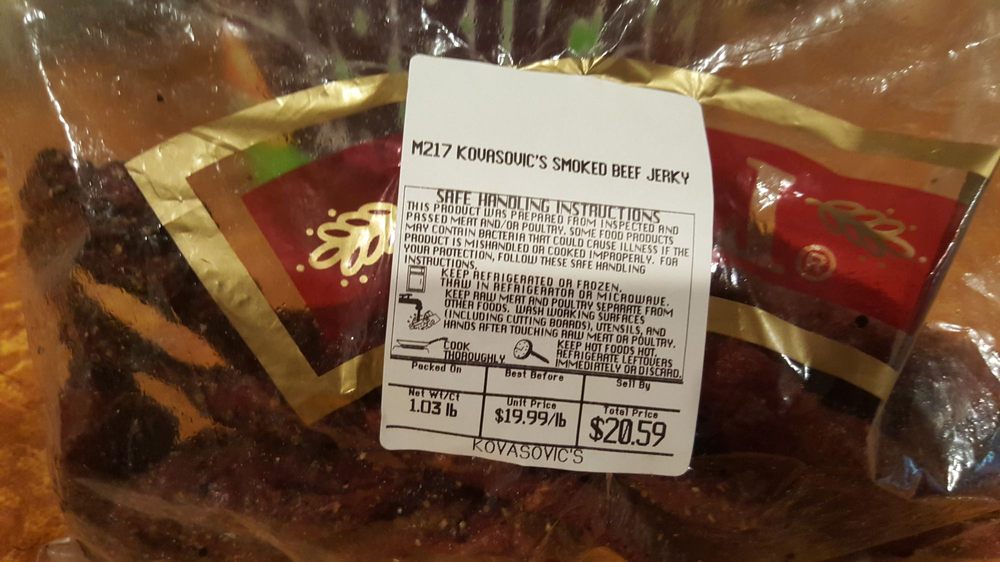 M217 KOVASOVIC'S SMOKED BEEF JERKY
SAFE HANDLING INSTRUCTIONS
THIS PRODUCT WAS PREPARED FROM INSPECTED AND
PASSED MEAT AND/OR POULTRY. SOME FOOD PRODUCTS
MAY CONTAIN BACTERIA THAT COULD CAUSE ILLNESS IF THE
PRODUCT IS MISHANDLED OR COOKED IMPROPERLY. FOR
YOUR PROTECTION, FOLLOW THESE SAFE HANDLING
INSTRUCTIONS.
KEEP REFRIGERATED OR FROZEN.
THAW IN REFRIGERATOR OR MICROWAVE.
KEEP RAW MEAT AND POULTRY SEPARATE FROM
OTHER FOODS. WASH WORKING SURFACES
(INCLUDING CUTTING BOARDS), UTENSILS, AND
HANDS AFTER TOUCHING RAW MEAT OR POULTRY.
COOK
THOROUGHLY
KEEP HOT FOODS HOT.
REFRIGERATE LEFTOVERS
IMMEDIATELY OR DISCARD.
Packed On
Best Before
Sell By
Net Wt/Ct
1.03 lb
Unit Price
$19.99/lb
Total Price
$20.59
KOVASOVIC'S
®